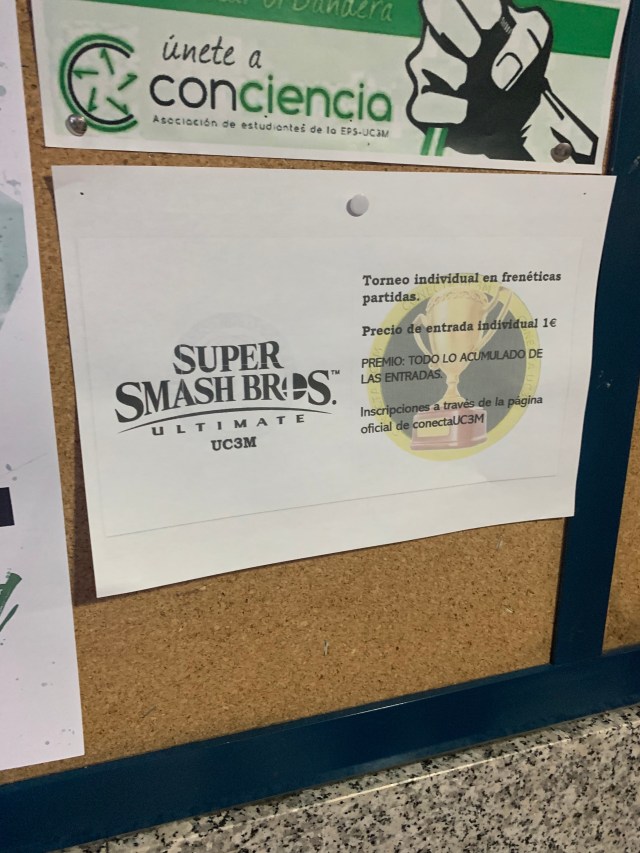 Bandera
únete a
conciencia
Asociación de estudiantes de la EPS-UC3M
SUPER
SMASH BROS.™
ULTIMATE
UC3M
Torneo individual en frenéticas
partidas.
Precio de entrada individual 1€
PREMIO: TODO LO ACUMULADO DE
LAS ENTRADAS.
Inscripciones a través de la página
oficial de conectaUC3M